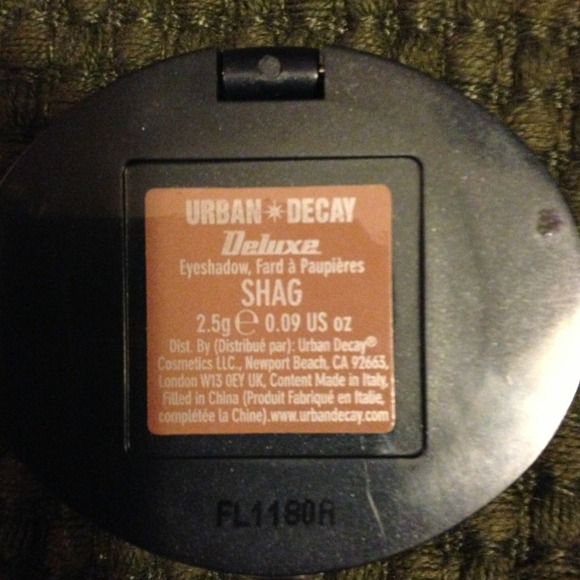 URBAN DECAY
Deluxe
Eyeshadow, Fard à Paupières
SHAG
2.5g ℮ 0.09 US oz
Dist. By (Distribué par): Urban Decay®
Cosmetics LLC., Newport Beach, CA 92663,
London W13 0EY UK, Content Made in Italy,
Filled in China (Produit Fabriqué en Italie,
complétée la Chine).www.urbandecay.com
FL1180A